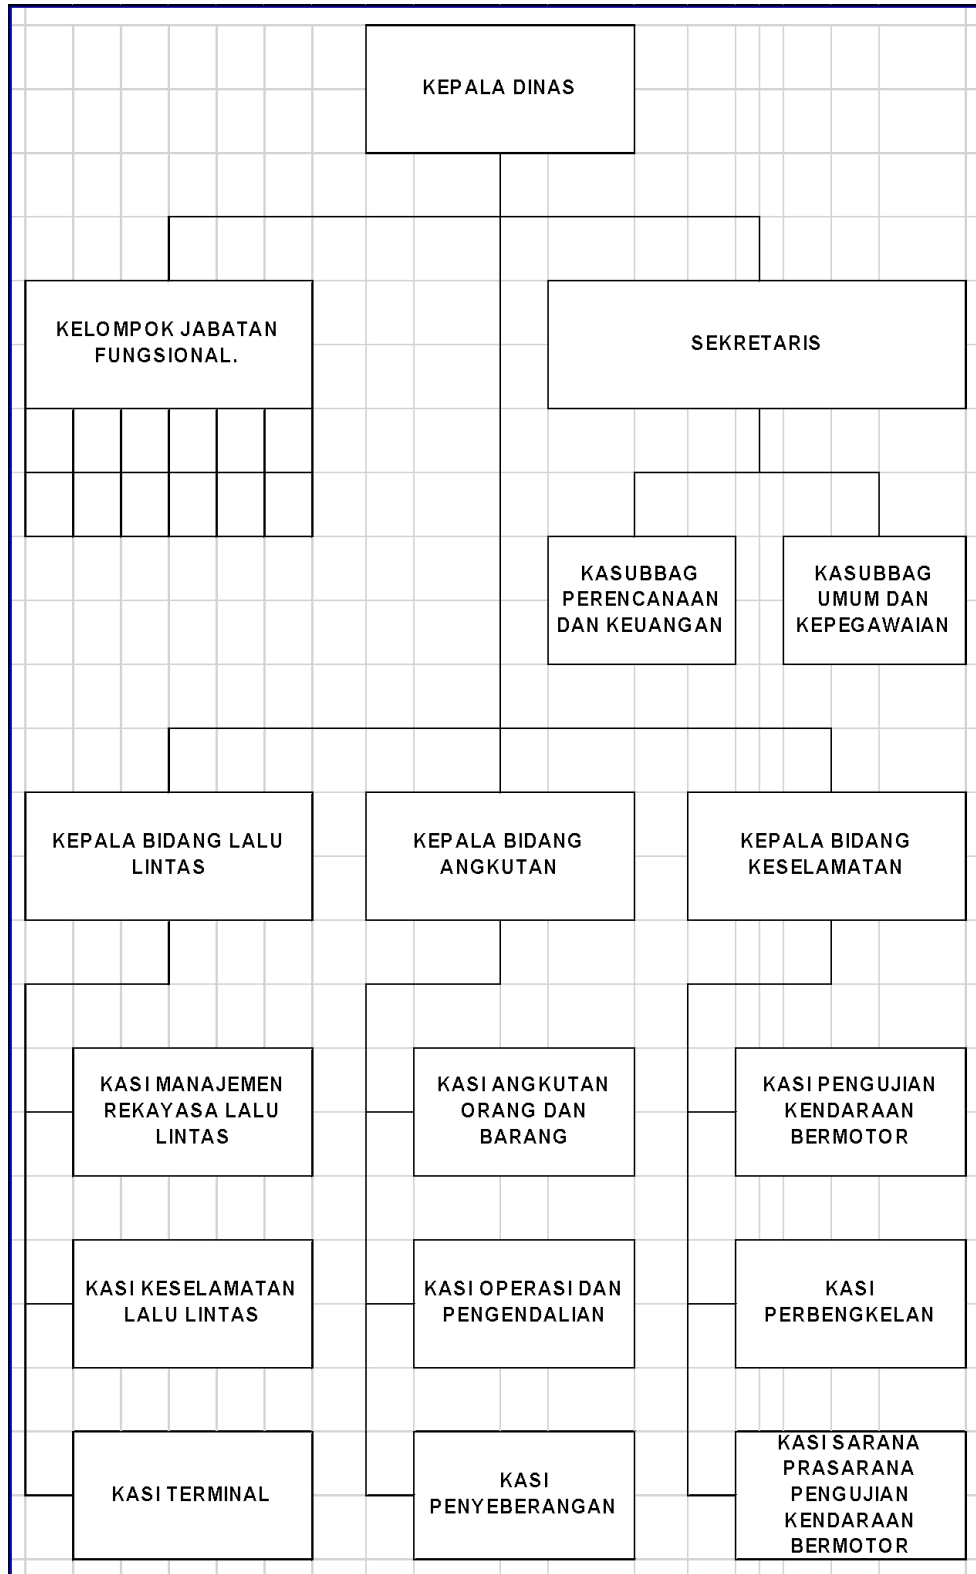 KEPALA DINAS
KELOMPOK JABATAN
FUNGSIONAL.
SEKRETARIS
KASUBBAG
PERENCANAAN
DAN KEUANGAN
KASUBBAG
UMUM DAN
KEPEGAWAIAN
KEPALA BIDANG LALU
LINTAS
KEPALA BIDANG
ANGKUTAN
KEPALA BIDANG
KESELAMATAN
KASI MANAJEMEN
REKAYASA LALU
LINTAS
KASI ANGKUTAN
ORANG DAN
BARANG
KASI PENGUJIAN
KENDARAAN
BERMOTOR
KASI KESELAMATAN
LALU LINTAS
KASI OPERASI DAN
PENGENDALIAN
KASI
PERBENGKELAN
KASI TERMINAL
KASI
PENYEBERANGAN
KASI SARANA
PRASARANA
PENGUJIAN
KENDARAAN
BERMOTOR